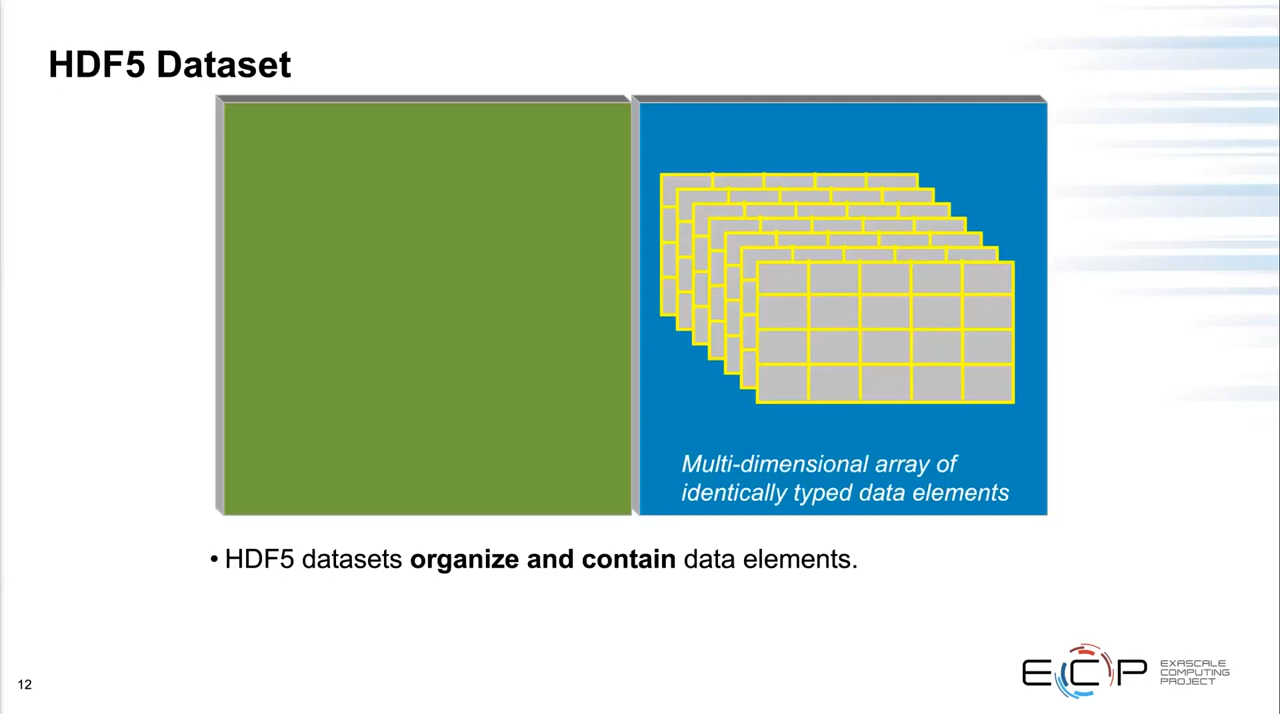 HDF5 Dataset
Multi-dimensional array of
identically typed data elements
• HDF5 datasets organize and contain data elements.
12
ECP
EXASCALE
COMPUTING
PROJECT